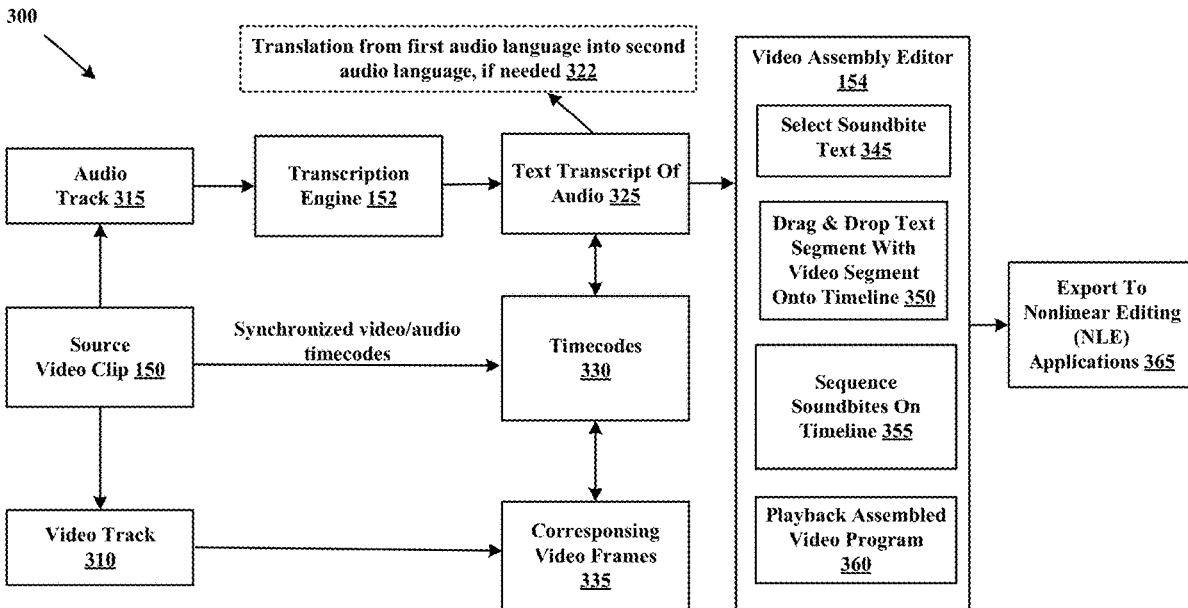 300
Translation from first audio language into second
audio language, if needed 322
Video Assembly Editor
154
Select Soundbite
Text 345
Audio
Track 315
Transcription
Engine 152
Text Transcript Of
Audio 325
Drag & Drop Text
Segment With
Video Segment
Onto Timeline 350
Source
Video Clip 150
Synchronized video/audio
timecodes
Timecodes
330
Export To
Nonlinear Editing
(NLE)
Applications 365
Sequence
Soundbites On
Timeline 355
Video Track
310
Corresponsing
Video Frames
335
Playback Assembled
Video Program
360